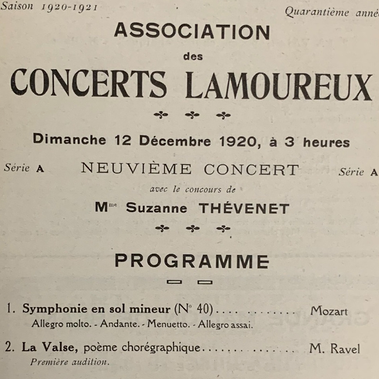 Saison 1920-1921 Quarantième anné
ASSOCIATION
des
CONCERTS LAMOUREUX
Dimanche 12 Décembre 1920, à 3 heures
Série A NEUVIÈME CONCERT Série A
avec le concours de
Mme Suzanne THÉVENET
PROGRAMME
1. Symphonie en sol mineur (N° 40) .......... Mozart
Allegro molto. - Andante. - Menuetto. - Allegro assai.
2. La Valse, poème chorégraphique .......... M. Ravel
Première audition.